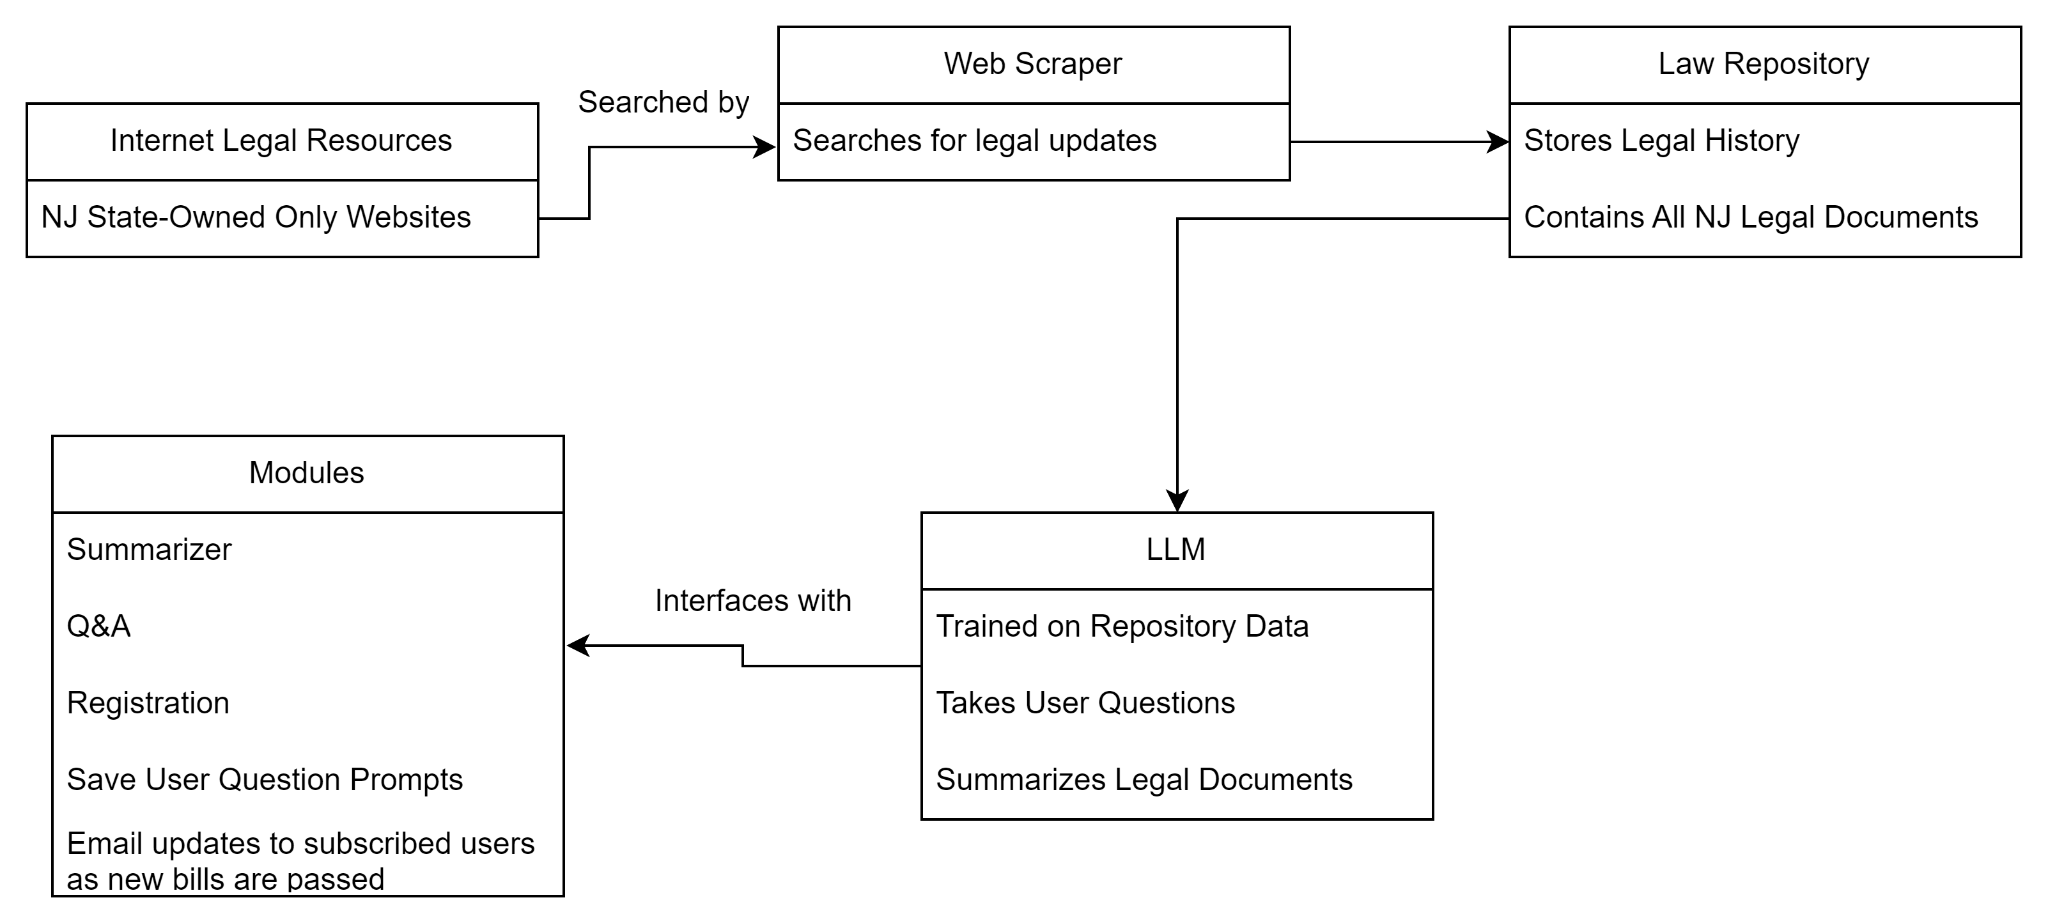 Internet Legal Resources
NJ State-Owned Only Websites
Searched by
Web Scraper
Searches for legal updates
Law Repository
Stores Legal History
Contains All NJ Legal Documents
Modules
Summarizer
Q&A
Registration
Save User Question Prompts
Email updates to subscribed users
as new bills are passed
Interfaces with
LLM
Trained on Repository Data
Takes User Questions
Summarizes Legal Documents